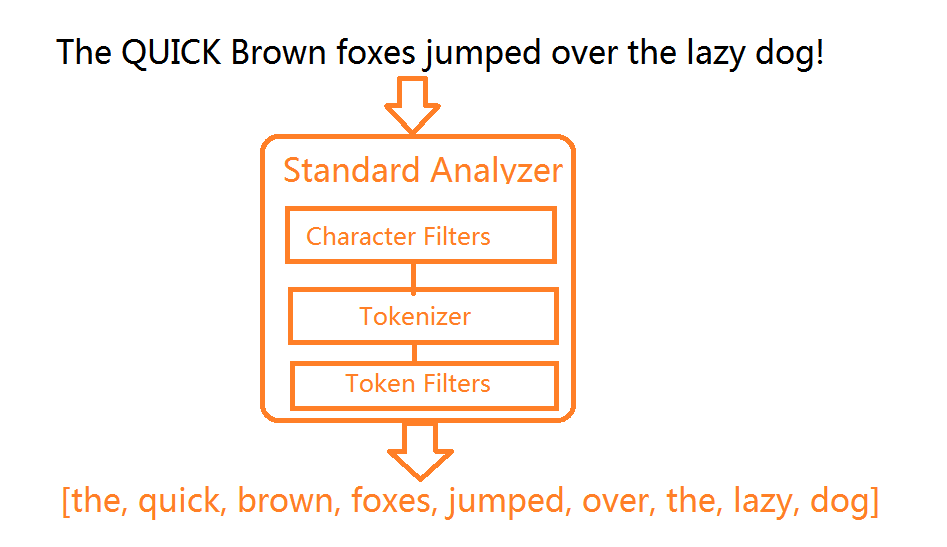 The QUICK Brown foxes jumped over the lazy dog!
Standard Analyzer
Character Filters
Tokenizer
Token Filters
[the, quick, brown, foxes, jumped, over, the, lazy, dog]